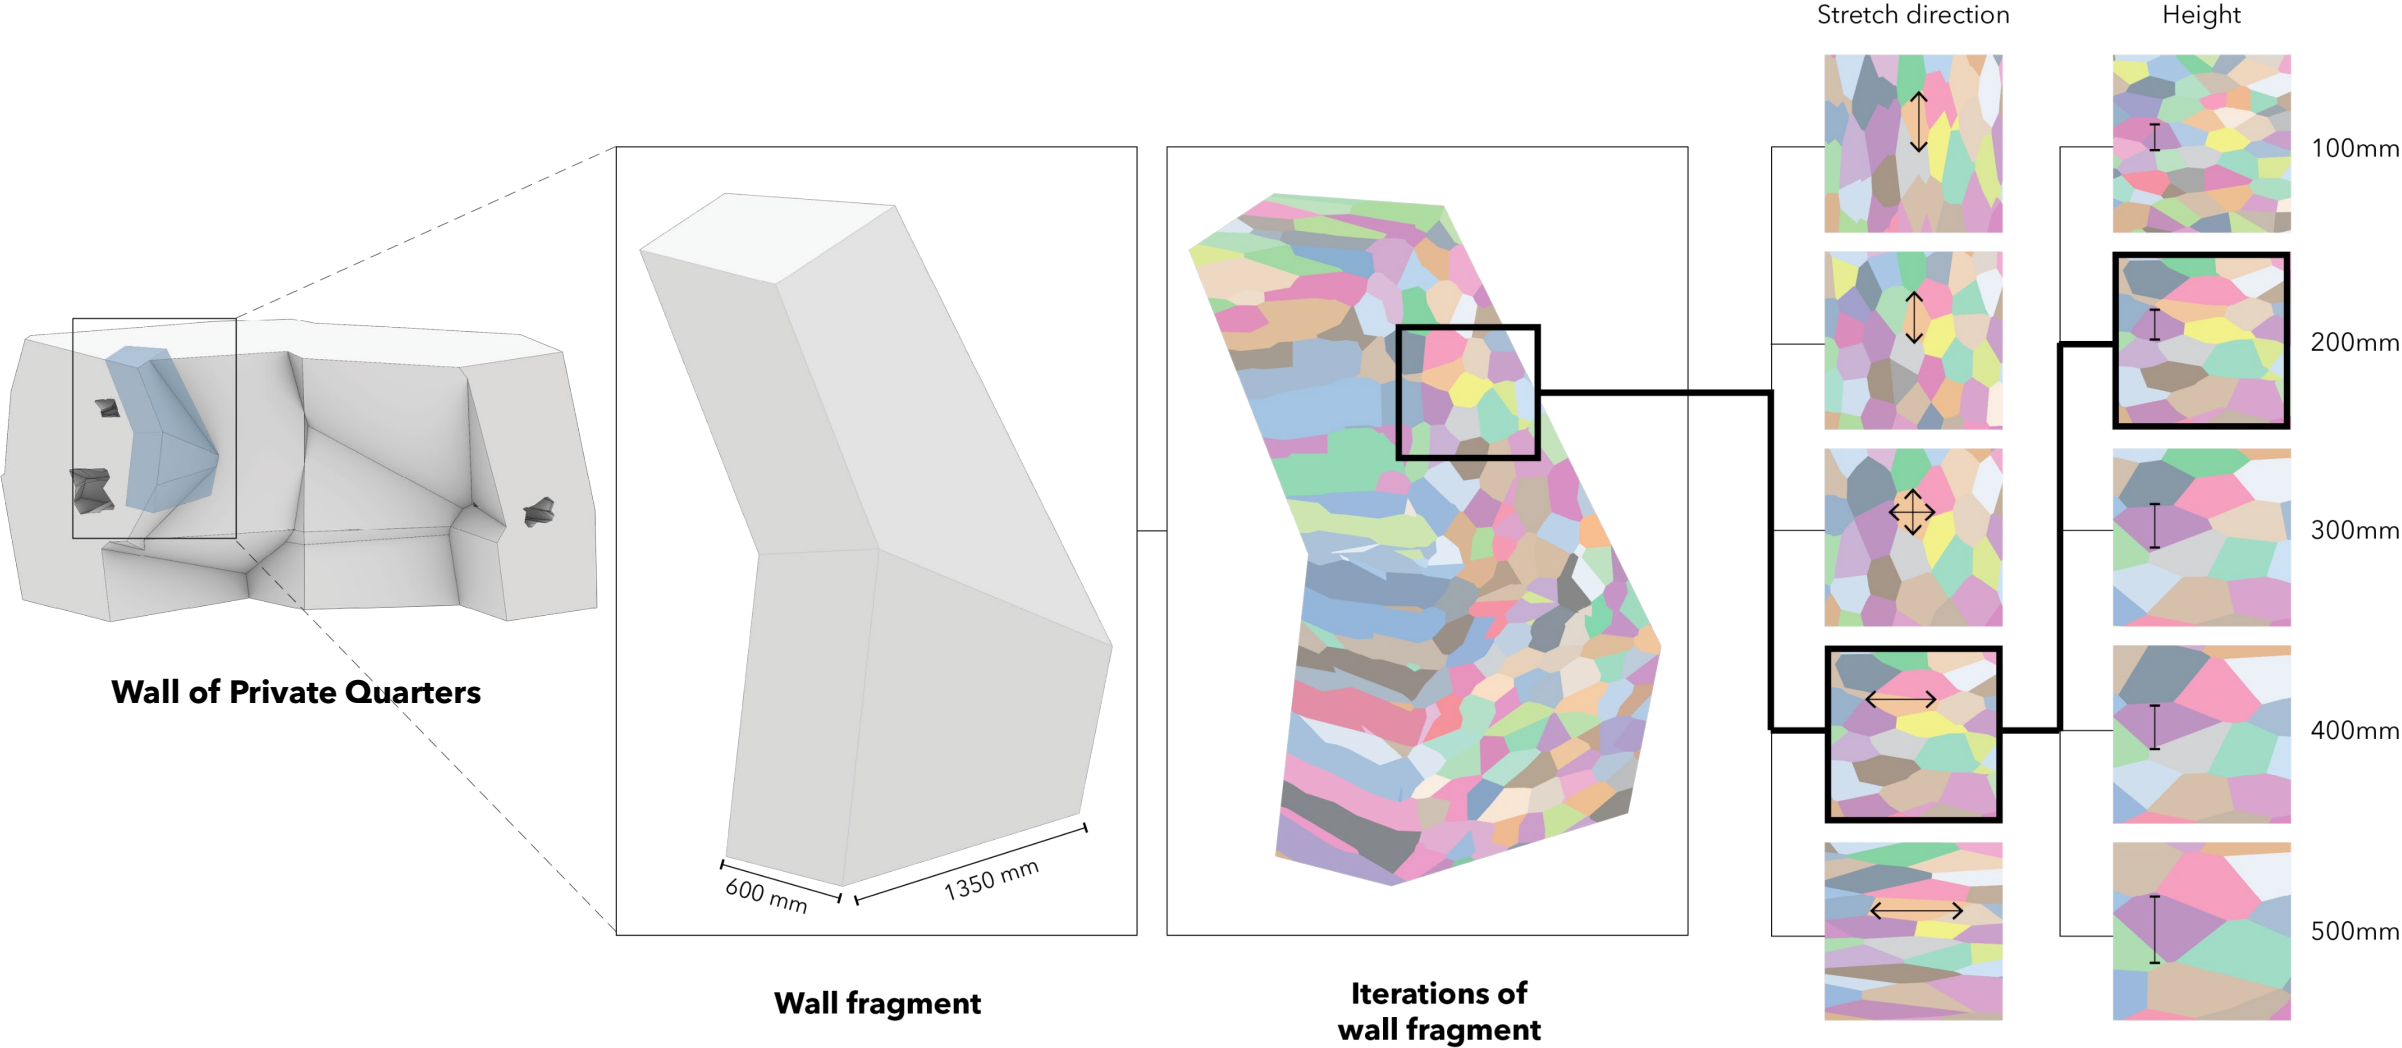 Stretch direction
Height
100mm
200mm
300mm
400mm
500mm
Wall of Private Quarters
600 mm
1350 mm
Wall fragment
Iterations of
wall fragment